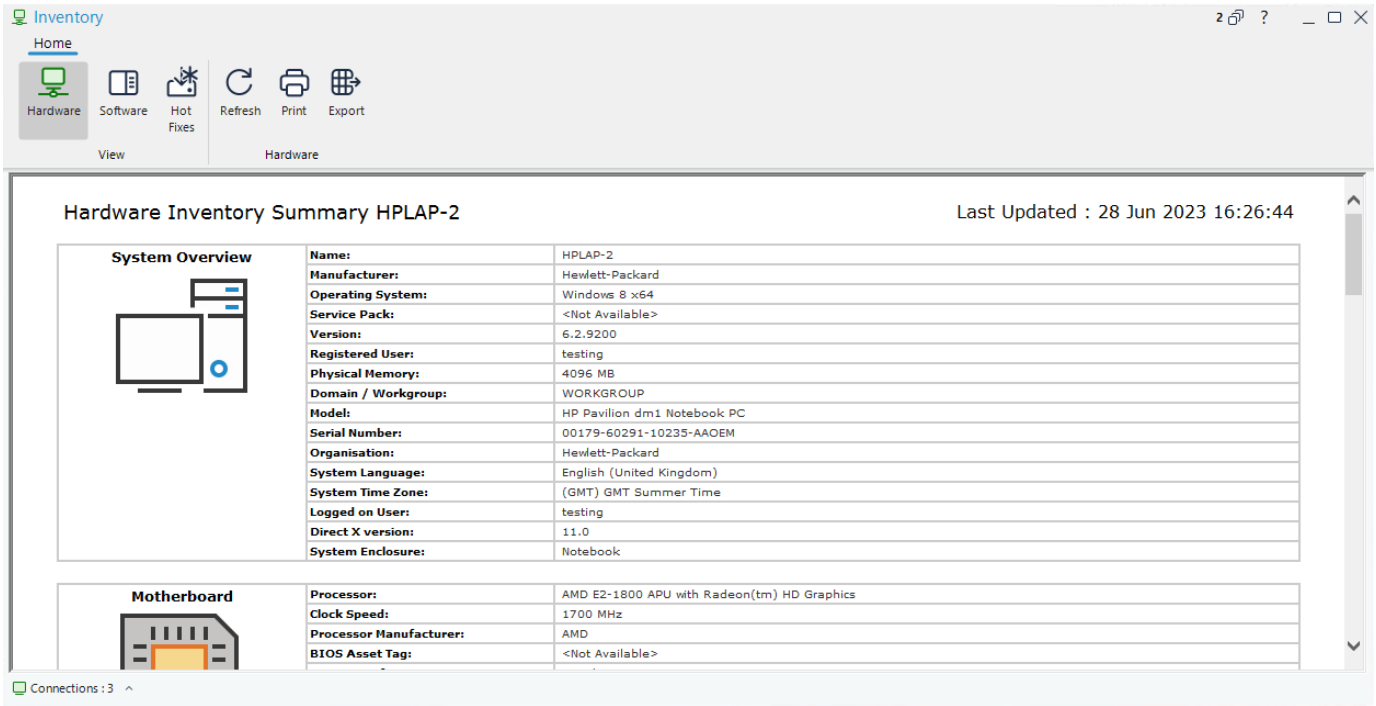 Inventory
2 ?
Home
Hardware Software Hot Fixes Refresh Print Export
View Hardware
Hardware Inventory Summary HPLAP-2 Last Updated : 28 Jun 2023 16:26:44
System Overview
Name: HPLAP-2
Manufacturer: Hewlett-Packard
Operating System: Windows 8 x64
Service Pack: <Not Available>
Version: 6.2.9200
Registered User: testing
Physical Memory: 4096 MB
Domain / Workgroup: WORKGROUP
Model: HP Pavilion dm1 Notebook PC
Serial Number: 00179-60291-10235-AAOEM
Organisation: Hewlett-Packard
System Language: English (United Kingdom)
System Time Zone: (GMT) GMT Summer Time
Logged on User: testing
Direct X version: 11.0
System Enclosure: Notebook
Motherboard
Processor: AMD E2-1800 APU with Radeon(tm) HD Graphics
Clock Speed: 1700 MHz
Processor Manufacturer: AMD
BIOS Asset Tag: <Not Available>
Connections : 3